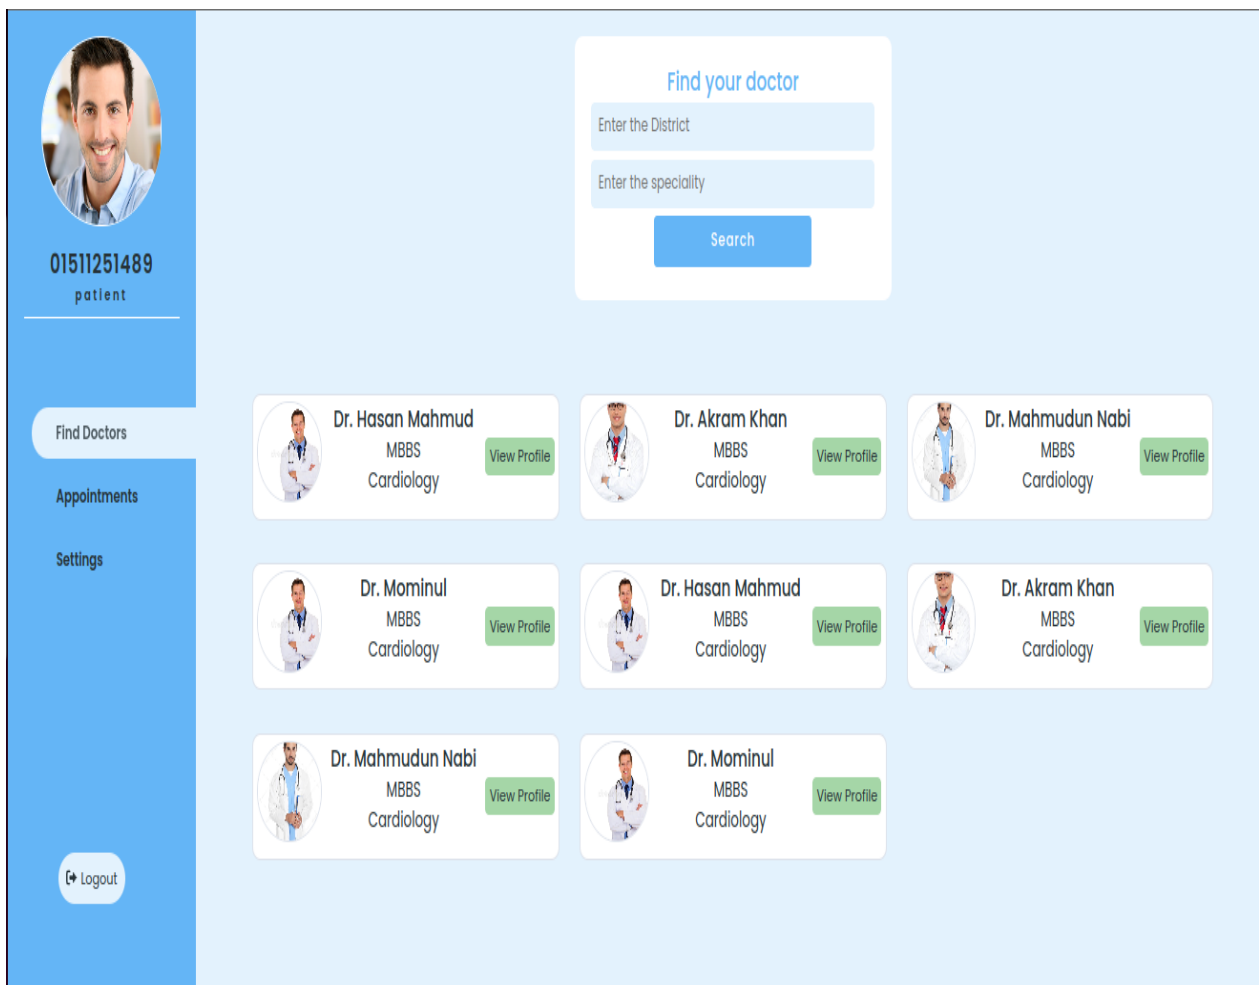 01511251489
patient
Find Doctors
Appointments
Settings
Logout
Find your doctor
Enter the District
Enter the speciality
Search
Dr. Hasan Mahmud
MBBS
Cardiology
View Profile
Dr. Akram Khan
MBBS
Cardiology
View Profile
Dr. Mahmudun Nabi
MBBS
Cardiology
View Profile
Dr. Mominul
MBBS
Cardiology
View Profile
Dr. Hasan Mahmud
MBBS
Cardiology
View Profile
Dr. Akram Khan
MBBS
Cardiology
View Profile
Dr. Mahmudun Nabi
MBBS
Cardiology
View Profile
Dr. Mominul
MBBS
Cardiology
View Profile